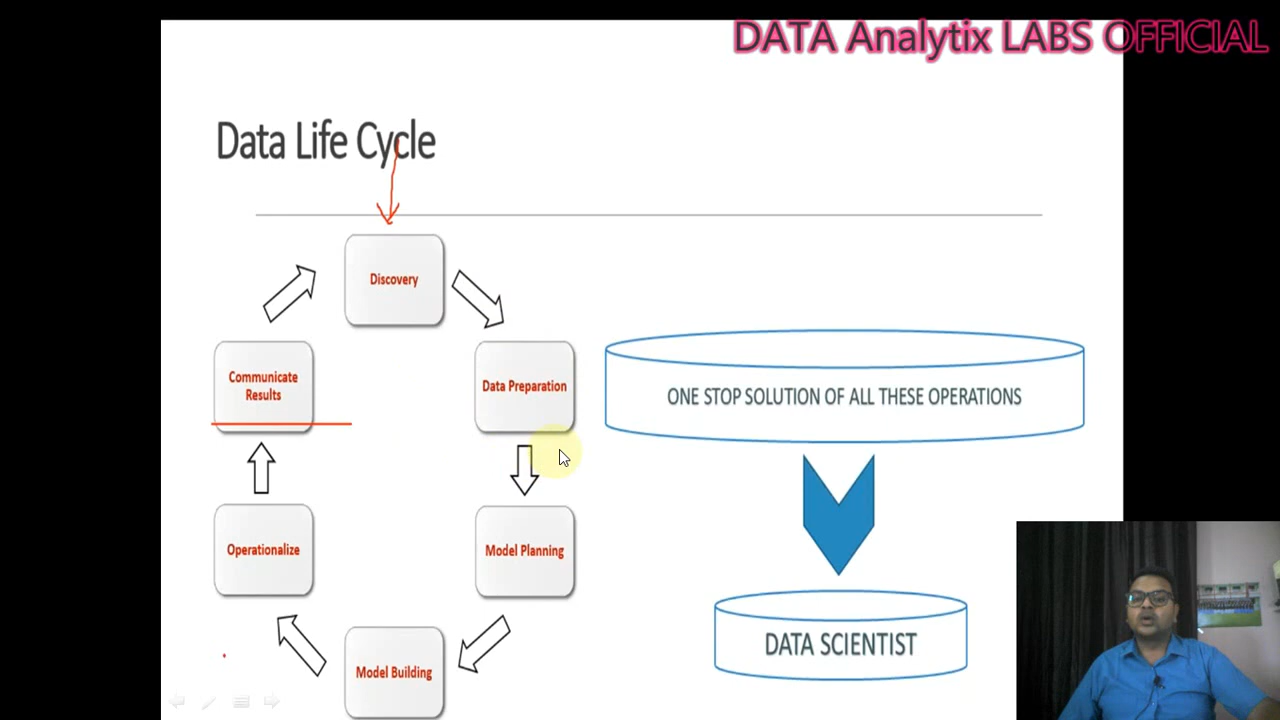 DATA Analytix LABS OFFICIAL
Data Life Cycle
Discovery
Communicate
Results
Data Preparation
ONE STOP SOLUTION OF ALL THESE OPERATIONS
Operationalize
Model Planning
Model Building
DATA SCIENTIST